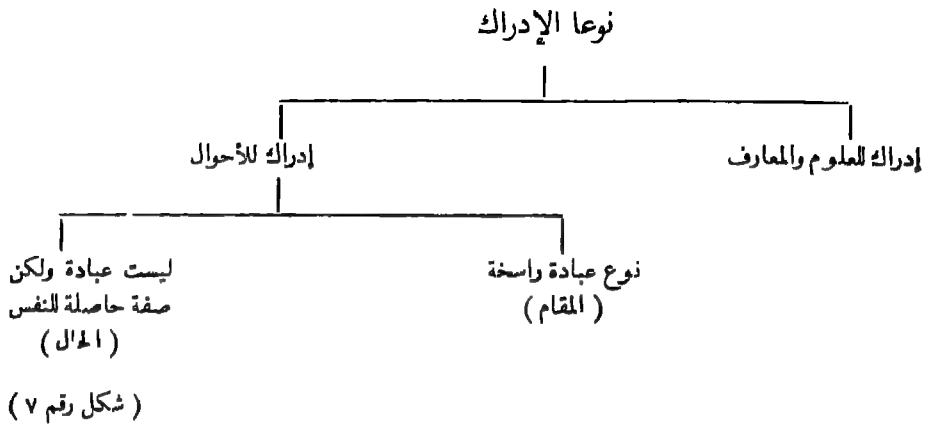 نوعا الإدراك
إدراك للعلوم والمعارف
إدراك للأحوال
نوع عبادة راسخة
( المقام )
ليست عبادة ولكن
صفة حاصلة للنفس
( الحال )
( شكل رقم ٧ )